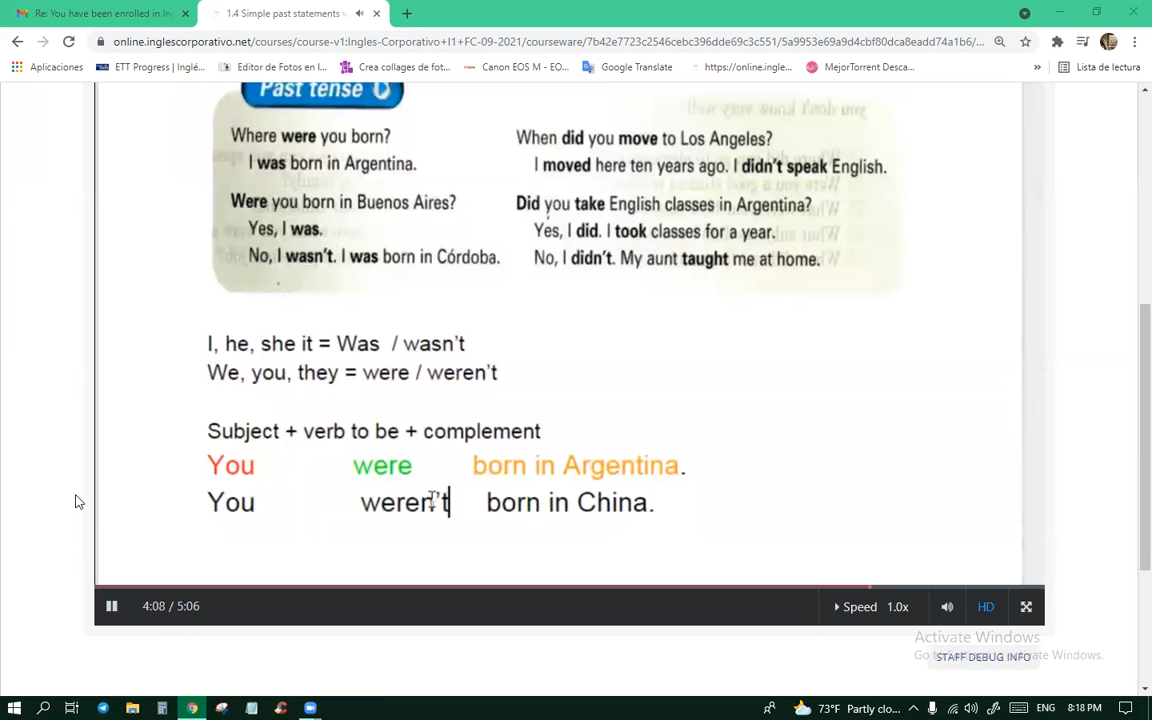 Re: You have been enrolled in In
1.4 Simple past statements
online.inglescorporativo.net/courses/course-v1:Ingles-Corporativo+I1+FC-09-2021/courseware/7b42e7723c2546cebc396dde69c3c551/5a9953e69a9d4cbf80dca8eadd74a1b6/...
Aplicaciones
ETT Progress | Inglé...
Editor de Fotos en l...
Crea collages de fot...
Canon EOS M - EO...
Google Translate
https://online.ingle...
MejorTorrent Desca...
»
Lista de lectura
Past tense
Where were you born?
I was born in Argentina.
Were you born in Buenos Aires?
Yes, I was.
No, I wasn't. I was born in Córdoba.
When did you move to Los Angeles?
I moved here ten years ago. I didn't speak English.
Did you take English classes in Argentina?
Yes, I did. I took classes for a year.
No, I didn't. My aunt taught me at home.
I, he, she it = Was / wasn't
We, you, they = were / weren't
Subject + verb to be + complement
You were born in Argentina.
You weren't born in China.
4:08 / 5:06
Speed 1.0x
HD
Activate Windows
STAFF DEBUG INFO
73°F Partly clo...
ENG
8:18 PM